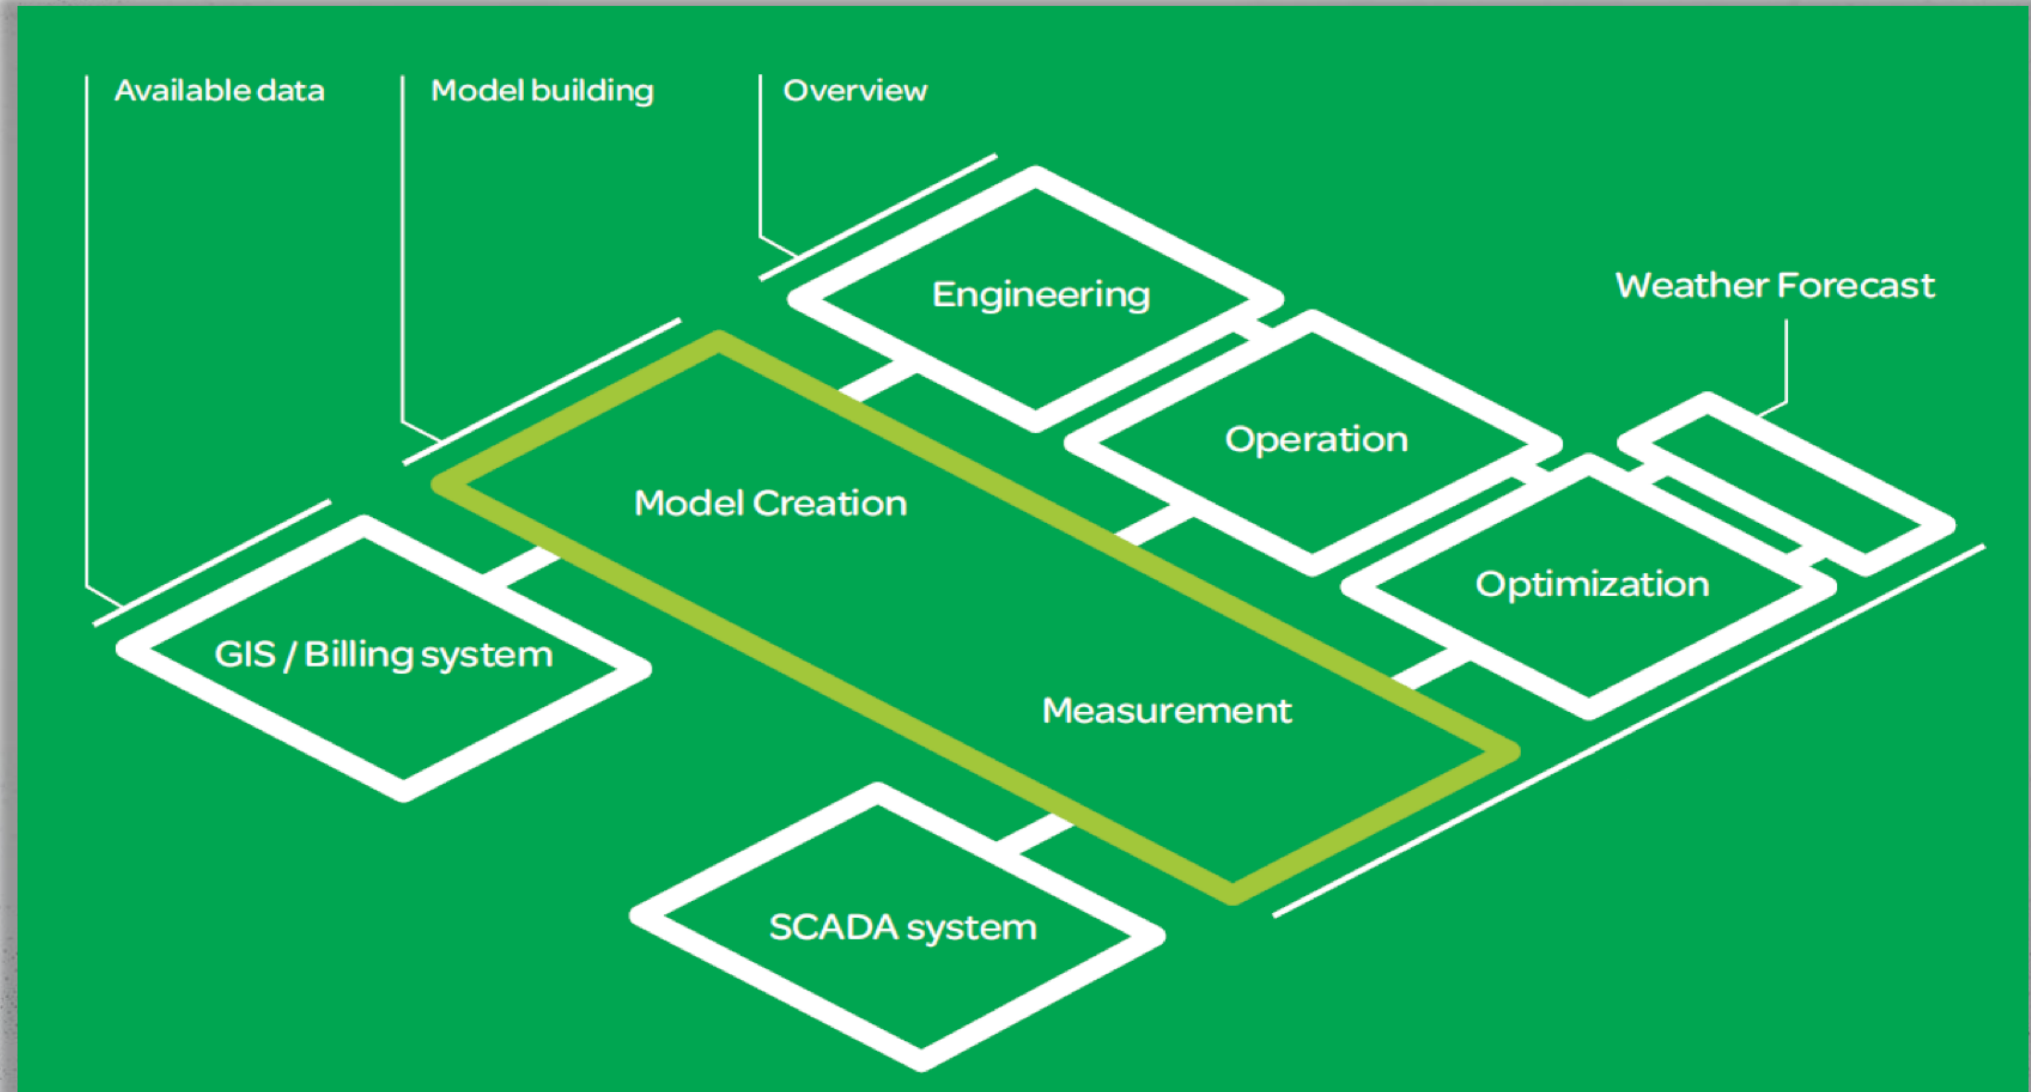 Available data
Model building
Overview
Weather Forecast
Engineering
Operation
Optimization
Model Creation
Measurement
GIS / Billing system
SCADA system